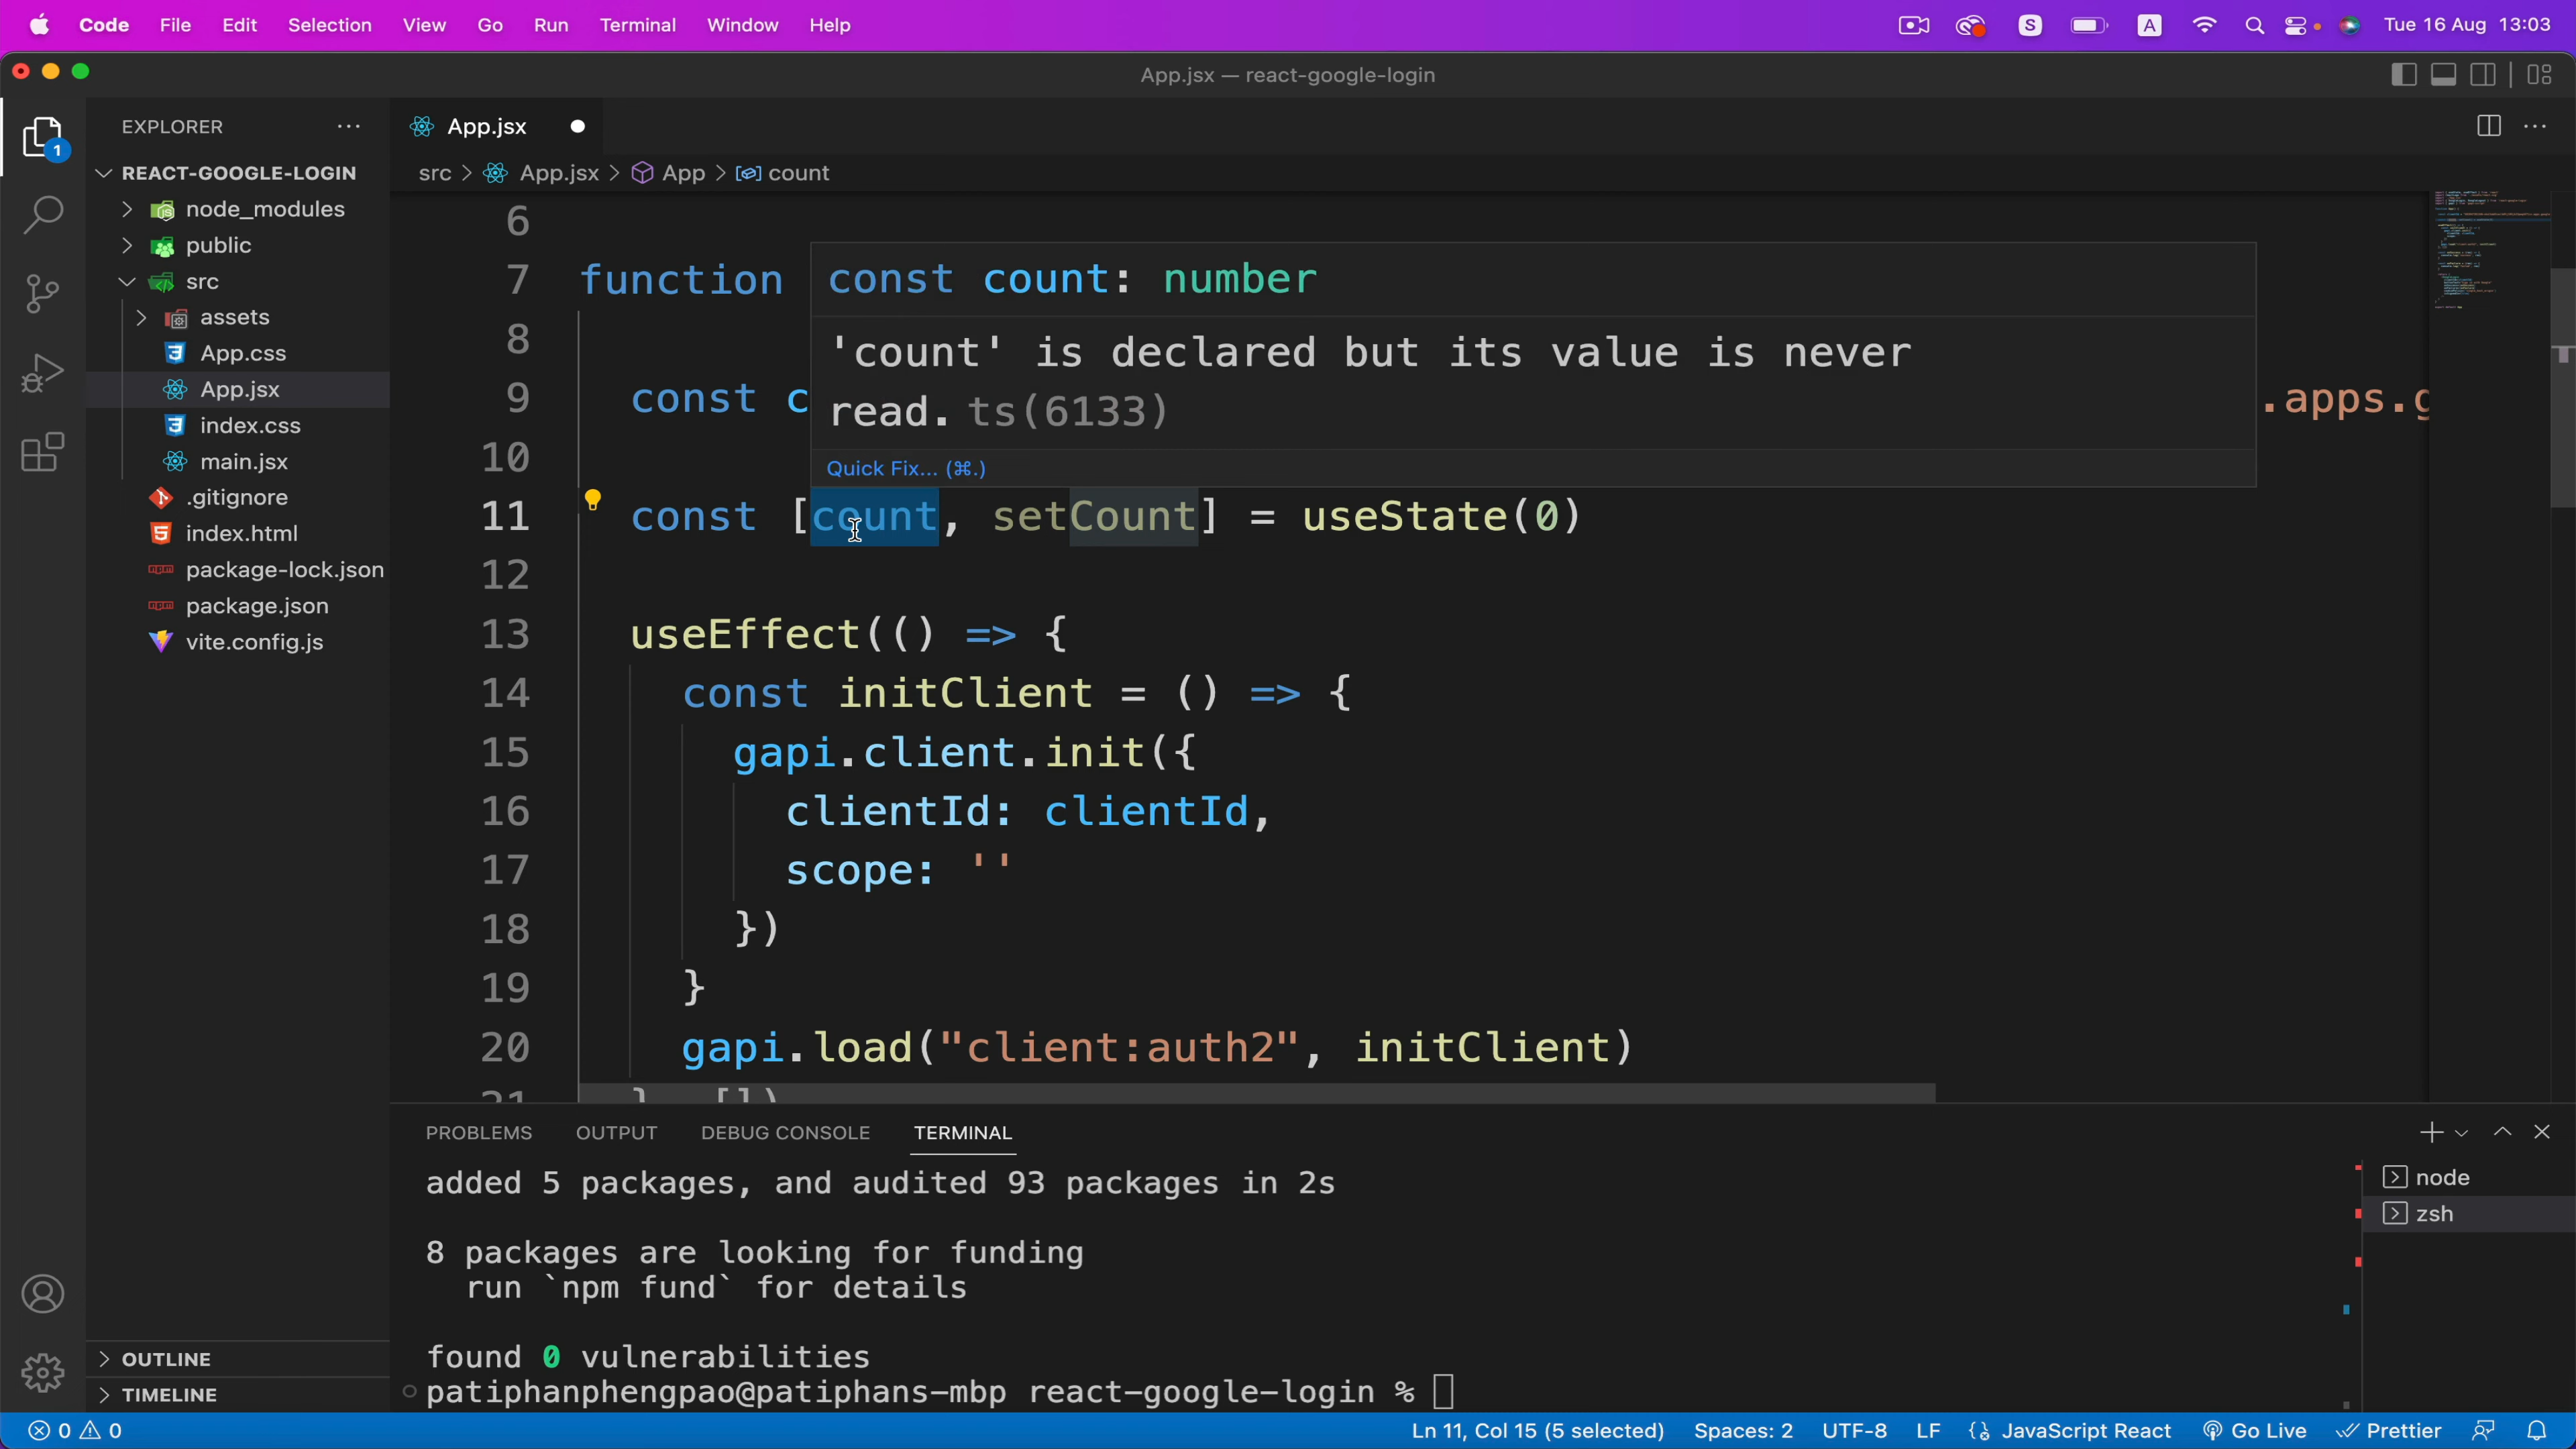 Code File Edit Selection View Go Run Terminal Window Help
S A Tue 16 Aug 13:03
App.jsx — react-google-login
EXPLORER
1
REACT-GOOGLE-LOGIN
node_modules
public
src
assets
App.css
App.jsx
index.css
main.jsx
.gitignore
index.html
package-lock.json
package.json
vite.config.js
OUTLINE
TIMELINE
App.jsx
src > App.jsx > App > count
6
7 function
8
9 const c .apps.g
10
const count: number
'count' is declared but its value is never
read. ts(6133)
Quick Fix... (⌘.)
11 const [count, setCount] = useState(0)
12
13 useEffect(() => {
14 const initClient = () => {
15 gapi.client.init({
16 clientId: clientId,
17 scope: ''
18 })
19 }
20 gapi.load("client:auth2", initClient)
PROBLEMS OUTPUT DEBUG CONSOLE TERMINAL
added 5 packages, and audited 93 packages in 2s
8 packages are looking for funding
run `npm fund` for details
found 0 vulnerabilities
patiphanphengpao@patiphans-mbp react-google-login %
node
zsh
0 0 Ln 11, Col 15 (5 selected) Spaces: 2 UTF-8 LF JavaScript React Go Live Prettier